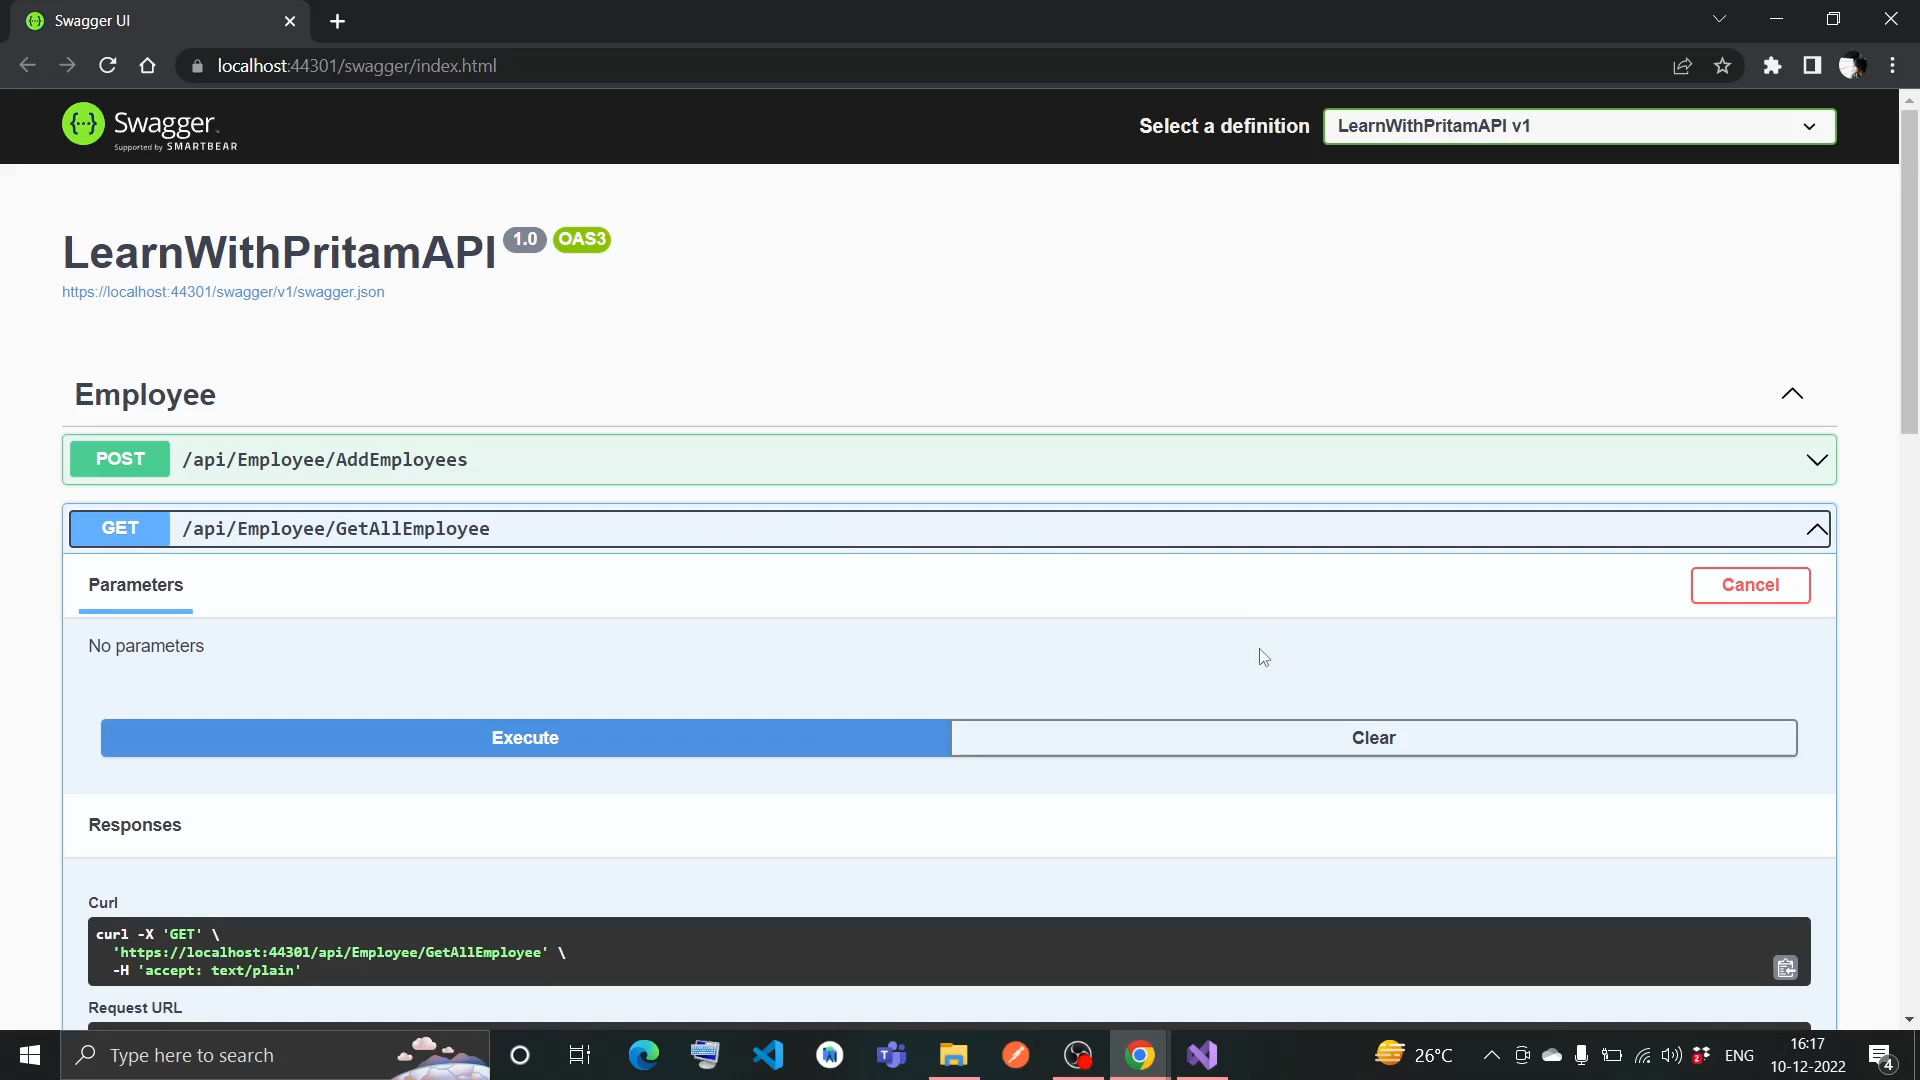 Swagger UI
localhost:44301/swagger/index.html
Swagger
Supported by SMARTBEAR
Select a definition
LearnWithPritamAPI v1
LearnWithPritamAPI 1.0 OAS3
https://localhost:44301/swagger/v1/swagger.json
Employee
POST /api/Employee/AddEmployees
GET /api/Employee/GetAllEmployee
Parameters
Cancel
No parameters
Execute
Clear
Responses
Curl
curl -X 'GET' \
'https://localhost:44301/api/Employee/GetAllEmployee' \
-H 'accept: text/plain'
Request URL
Type here to search
26°C
ENG
16:17
10-12-2022
4